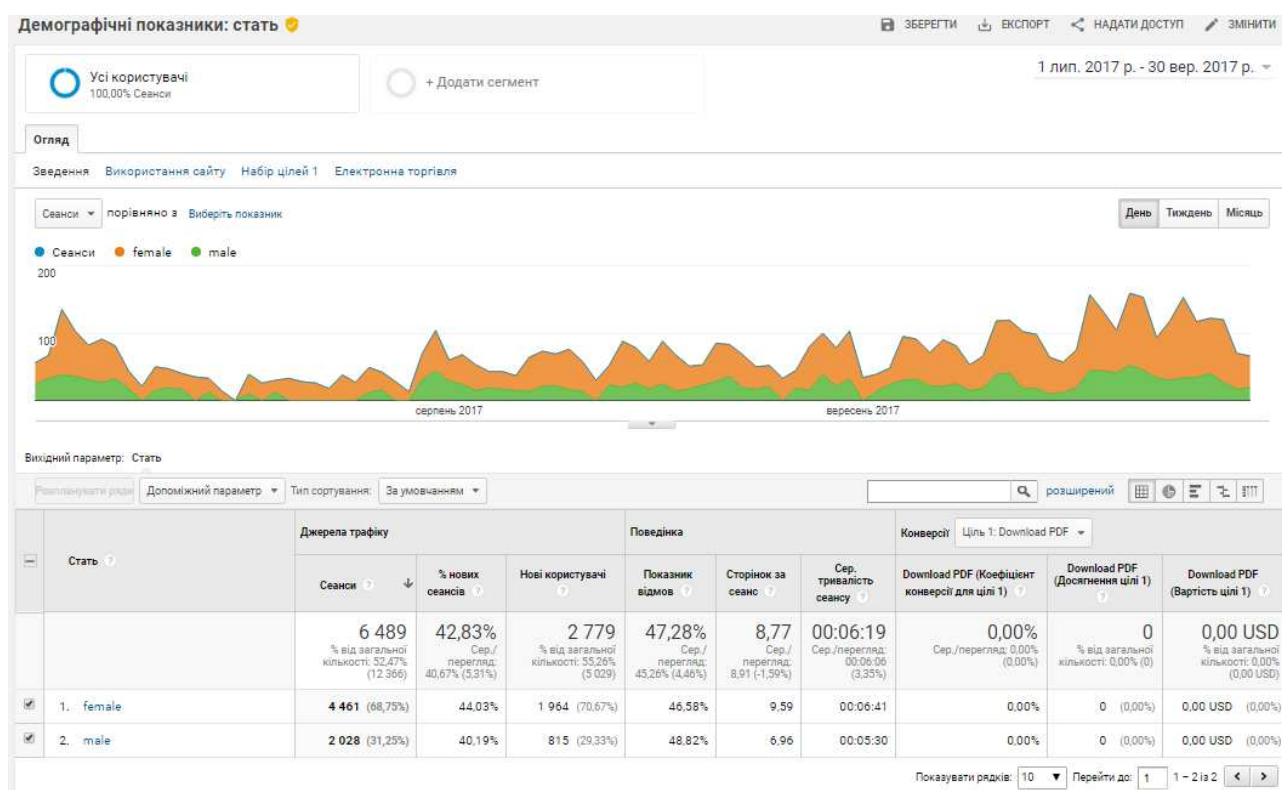 Демографічні показники: стать
ЗБЕРЕГТИ ЕКСПОРТ НАДАТИ ДОСТУП ЗМІНИТИ
Усі користувачі
100,00% Сеанси
+ Додати сегмент
1 лип. 2017 р. - 30 вер. 2017 р.
Огляд
Зведення Використання сайту Набір цілей 1 Електронна торгівля
Сеанси порівняно з Виберіть показник
День Тиждень Місяць
Сеанси female male
200
100
серпень 2017 вересень 2017
Вихідний параметр: Стать
Допоміжний параметр Тип сортування: За умовчанням розширений
Стать
Джерела трафіку Поведінка Конверсії Ціль 1: Download PDF
Сеанси
% нових сеансів
Нові користувачі
Показник відмов
Сторінок за сеанс
Сер. тривалість сеансу
Download PDF (Коефіцієнт конверсії для цілі 1)
Download PDF (Досягнення цілі 1)
Download PDF (Вартість цілі 1)
6 489 42,83% 2 779 47,28% 8,77 00:06:19 0,00% 0 0,00 USD
% від загальної кількості: 52,47% (12 366)
Сер./перегляд: 40,67% (5,31%)
% від загальної кількості: 55,26% (5 029)
Сер./перегляд: 45,26% (4,46%)
Сер./перегляд: 8,91 (-1,59%)
Сер./перегляд: 00:06:06 (3,35%)
Сер./перегляд: 0,00% (0,00%)
% від загальної кількості: 0,00% (0)
% від загальної кількості: 0,00% (0,00 USD)
1. female 4 461 (68,75%) 44,03% 1 964 (70,67%) 46,58% 9,59 00:06:41 0,00% 0 (0,00%) 0,00 USD (0,00%)
2. male 2 028 (31,25%) 40,19% 815 (29,33%) 48,82% 6,96 00:05:30 0,00% 0 (0,00%) 0,00 USD (0,00%)
Показувати рядків: 10 Перейти до: 1 1 – 2 із 2